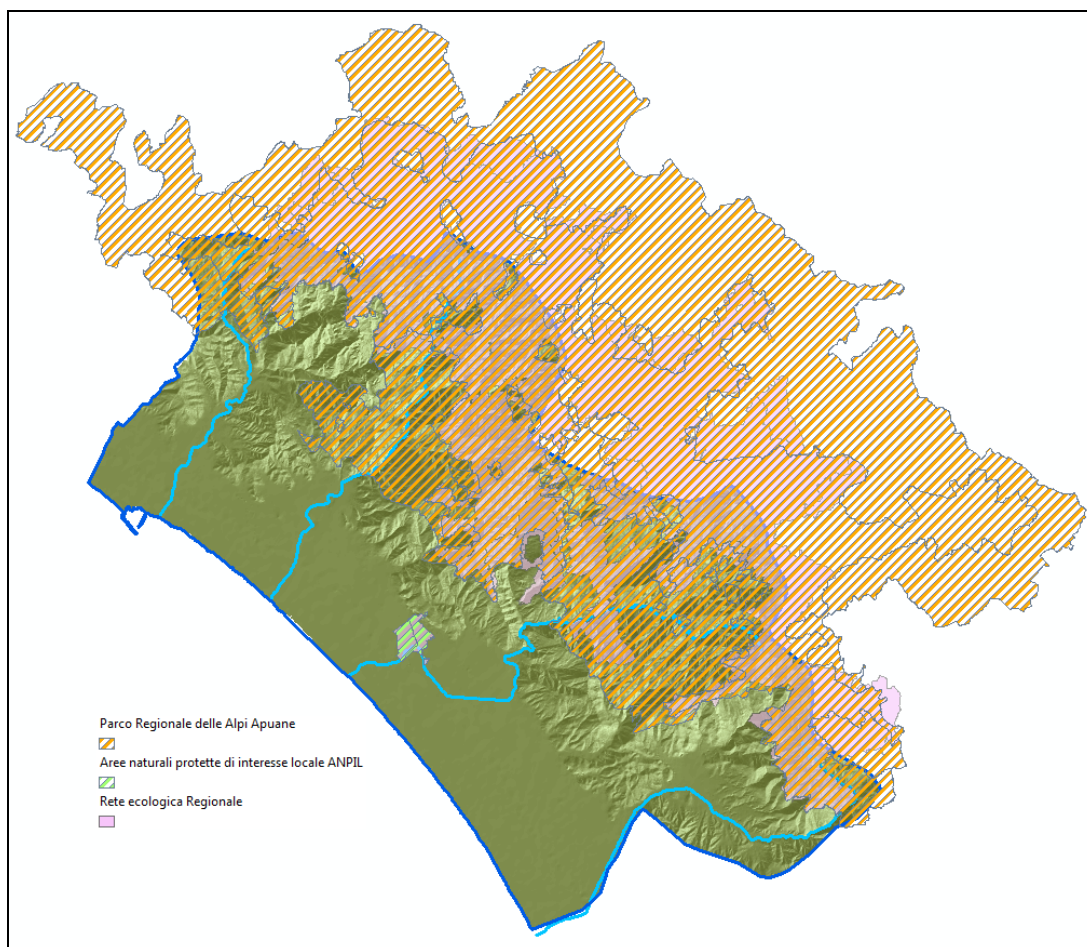 Parco Regionale delle Alpi Apuane
Aree naturali protette di interesse locale ANPIL
Rete ecologica Regionale